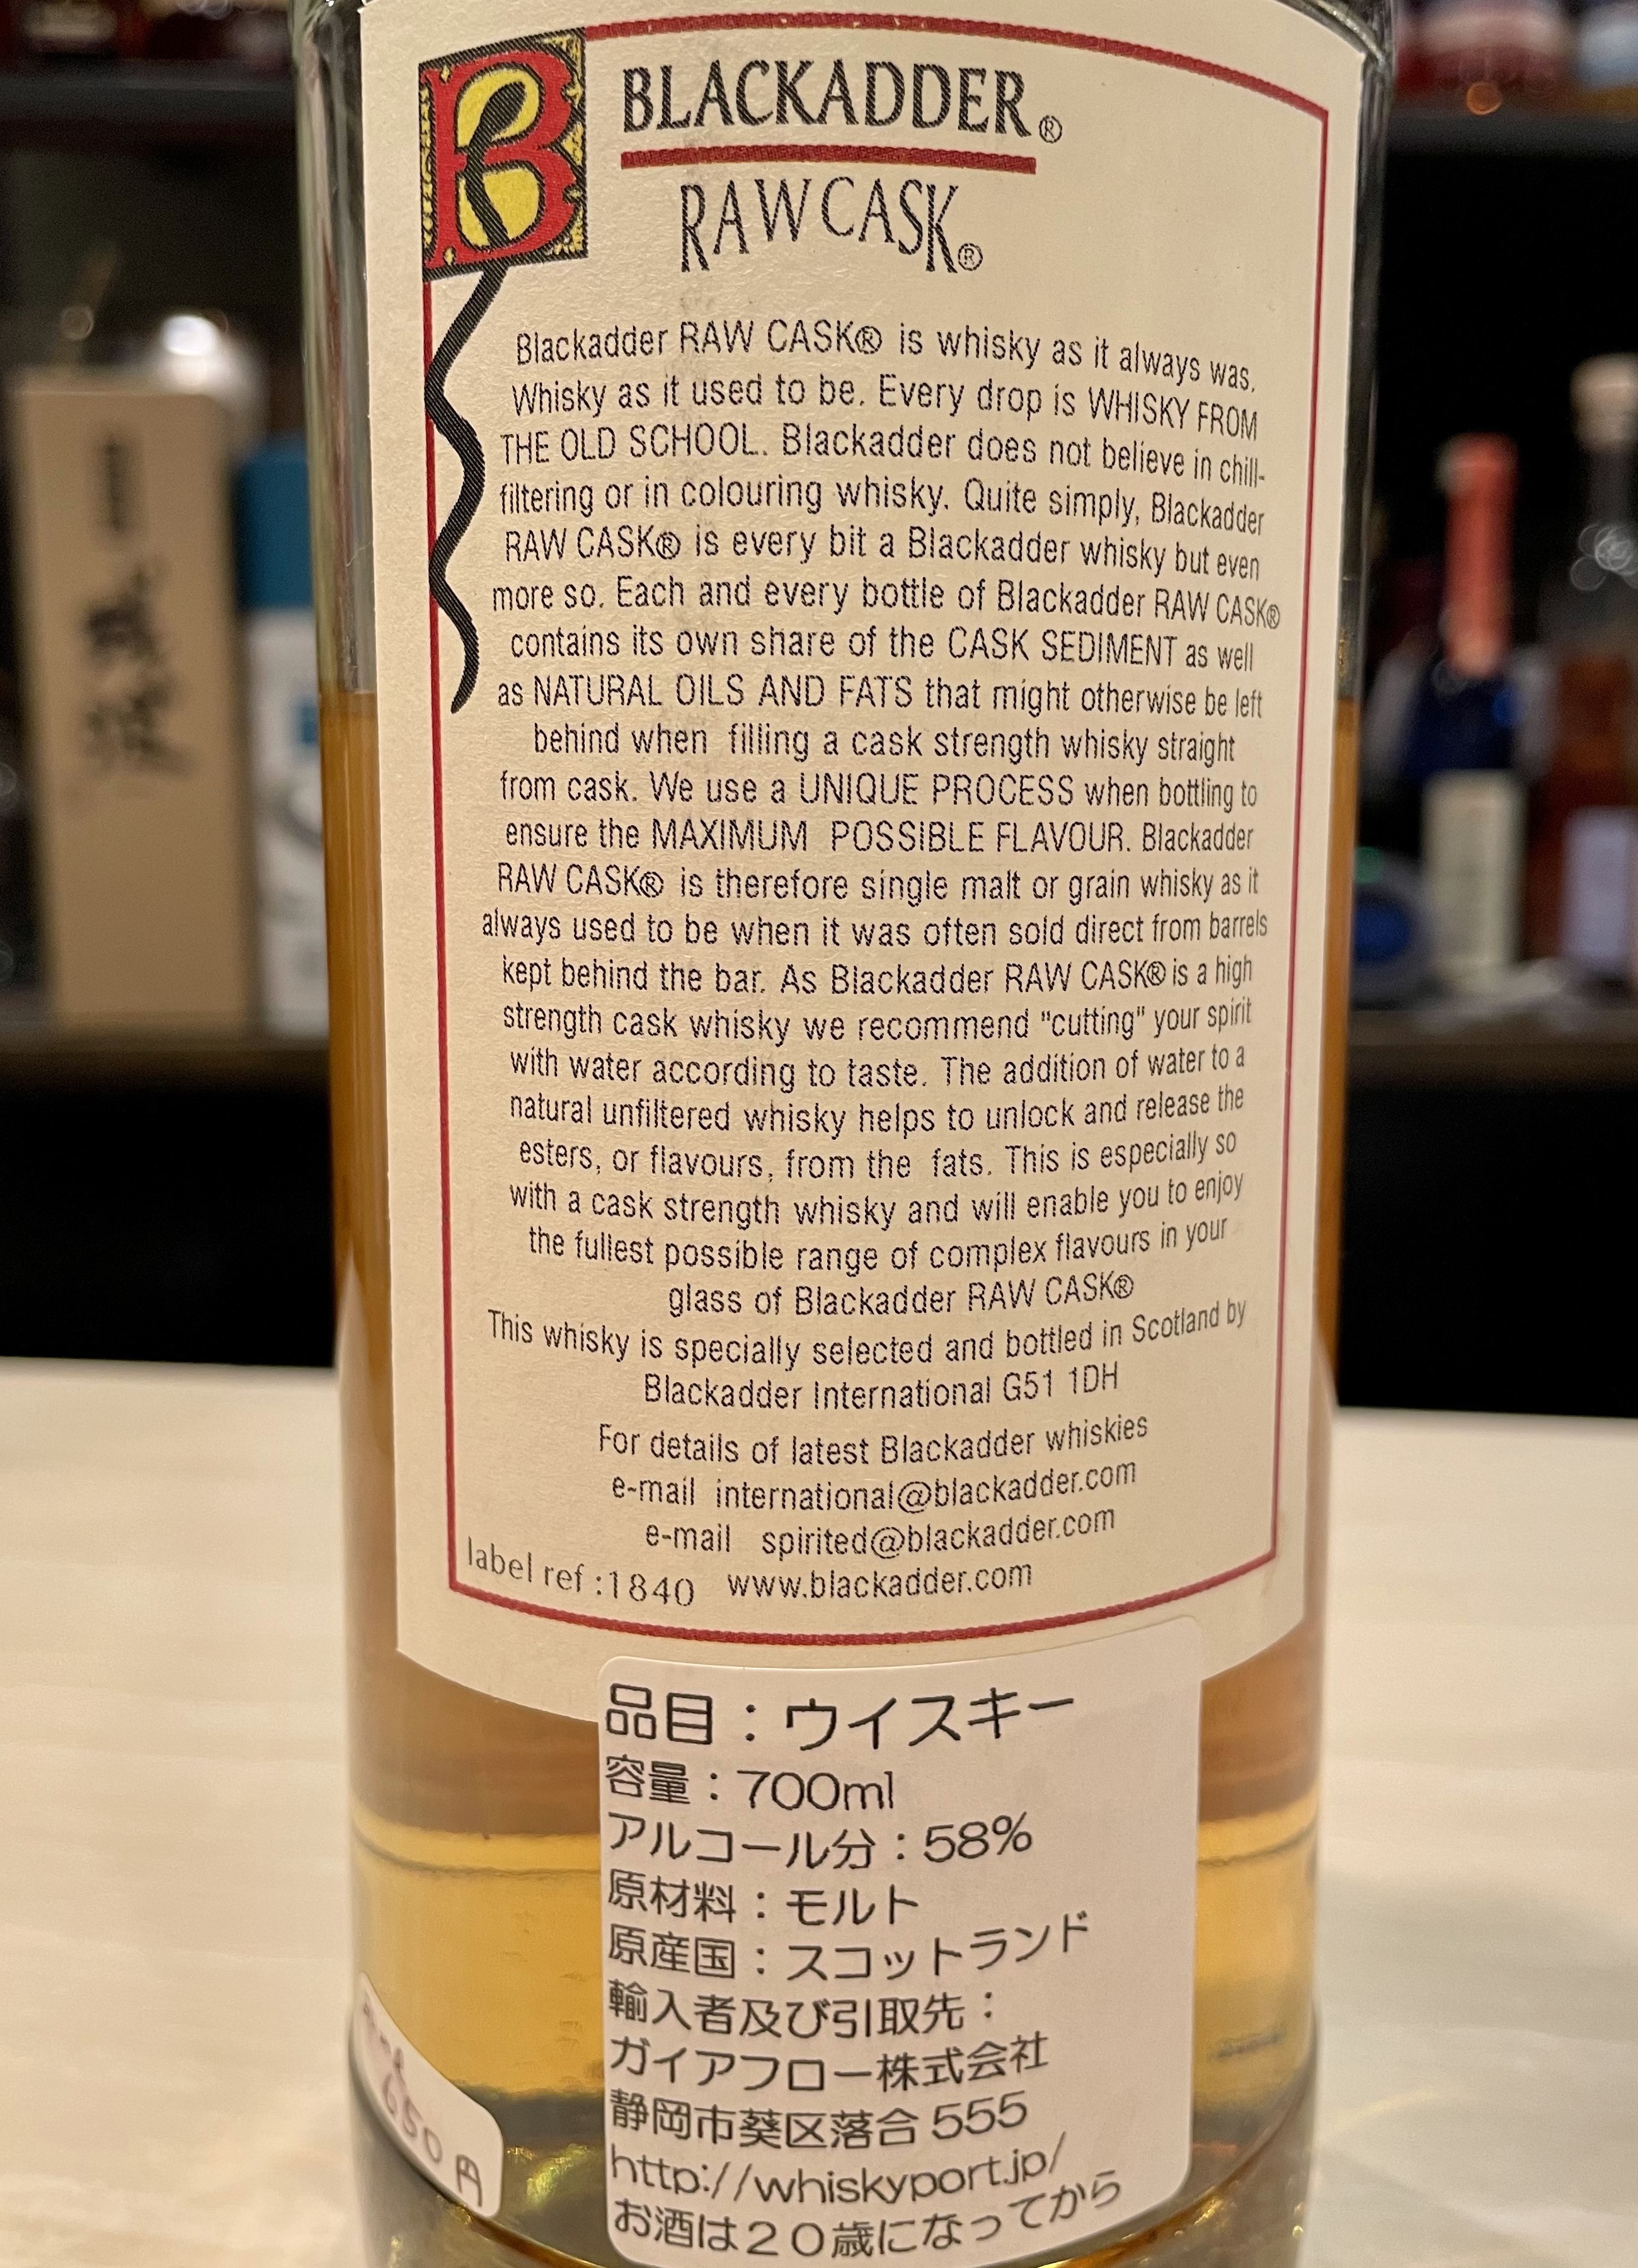 BLACKADDER®
RAW CASK®
Blackadder RAW CASK® is whisky as it always was.
Whisky as it used to be. Every drop is WHISKY FROM
THE OLD SCHOOL. Blackadder does not believe in chill-
filtering or in colouring whisky. Quite simply, Blackadder
RAW CASK® is every bit a Blackadder whisky but even
more so. Each and every bottle of Blackadder RAW CASK®
contains its own share of the CASK SEDIMENT as well
as NATURAL OILS AND FATS that might otherwise be left
behind when filling a cask strength whisky straight
from cask. We use a UNIQUE PROCESS when bottling to
ensure the MAXIMUM POSSIBLE FLAVOUR. Blackadder
RAW CASK® is therefore single malt or grain whisky as it
always used to be when it was often sold direct from barrels
kept behind the bar. As Blackadder RAW CASK® is a high
strength cask whisky we recommend "cutting" your spirit
with water according to taste. The addition of water to a
natural unfiltered whisky helps to unlock and release the
esters, or flavours, from the fats. This is especially so
with a cask strength whisky and will enable you to enjoy
the fullest possible range of complex flavours in your
glass of Blackadder RAW CASK®
This whisky is specially selected and bottled in Scotland by
Blackadder International G51 1DH
For details of latest Blackadder whiskies
e-mail international@blackadder.com
e-mail spirited@blackadder.com
label ref :1840 www.blackadder.com
品目：ウイスキー
容量：700ml
アルコール分：58%
原材料：モルト
原産国：スコットランド
輸入者及び引取先：
ガイアフロー株式会社
静岡市葵区落合 555
http://whiskyport.jp/
お酒は２０歳になってから
650円